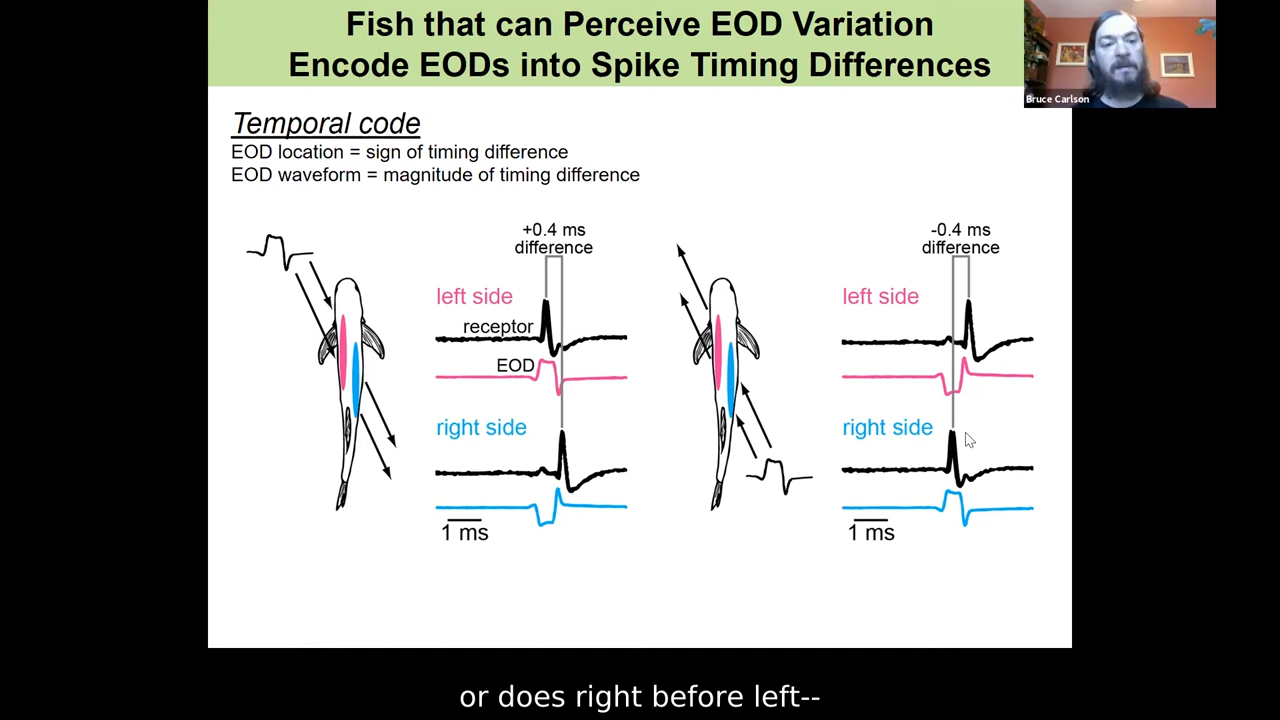 Fish that can Perceive EOD Variation
Encode EODs into Spike Timing Differences
Bruce Carlson
Temporal code
EOD location = sign of timing difference
EOD waveform = magnitude of timing difference
+0.4 ms
difference
left side
receptor
EOD
right side
1 ms
-0.4 ms
difference
left side
right side
1 ms
or does right before left--